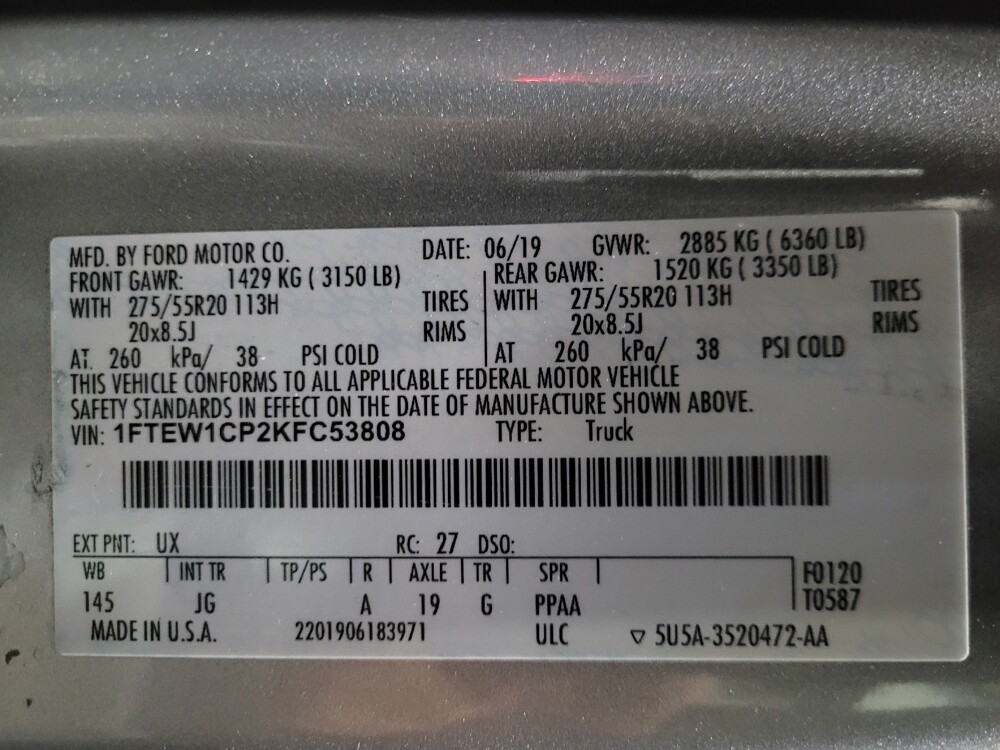 MFD. BY FORD MOTOR CO. DATE: 06/19 GVWR: 2885 KG ( 6360 LB)
FRONT GAWR: 1429 KG ( 3150 LB) REAR GAWR: 1520 KG ( 3350 LB)
WITH 275/55R20 113H TIRES WITH 275/55R20 113H TIRES
20x8.5J RIMS 20x8.5J RIMS
AT. 260 kPa/ 38 PSI COLD AT 260 kPa/ 38 PSI COLD
THIS VEHICLE CONFORMS TO ALL APPLICABLE FEDERAL MOTOR VEHICLE
SAFETY STANDARDS IN EFFECT ON THE DATE OF MANUFACTURE SHOWN ABOVE.
VIN: 1FTEW1CP2KFC53808 TYPE: Truck
EXT PNT: UX RC: 27 DSO:
WB INT TR TP/PS R AXLE TR SPR F0120
145 JG A 19 G PPAA T0587
MADE IN U.S.A. 2201906183971 ULC ▽ 5U5A-3520472-AA